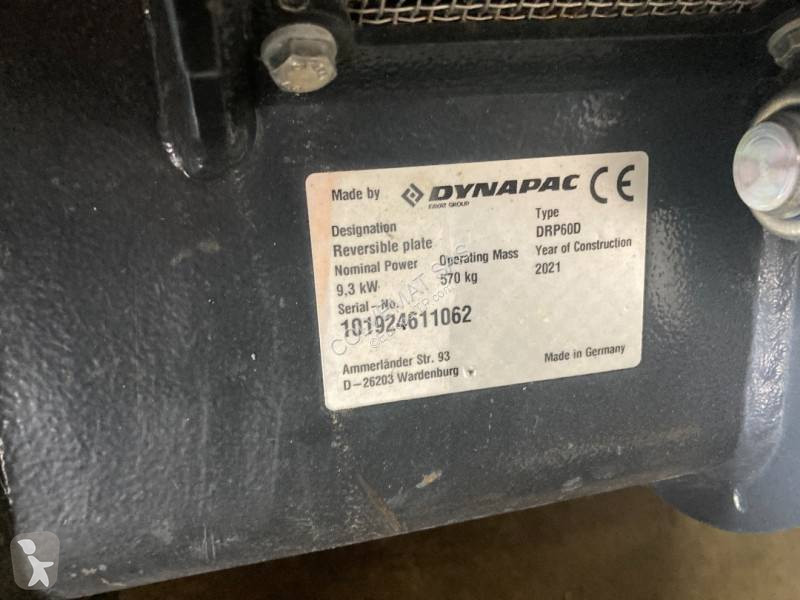 Made by DYNAPAC CE
FAYAT GROUP
Designation Type
Reversible plate DRP60D
Nominal Power Operating Mass Year of Construction
9,3 kW 570 kg 2021
Serial-No.
101924611062
Ammerländer Str. 93
D-26203 Wardenburg Made in Germany